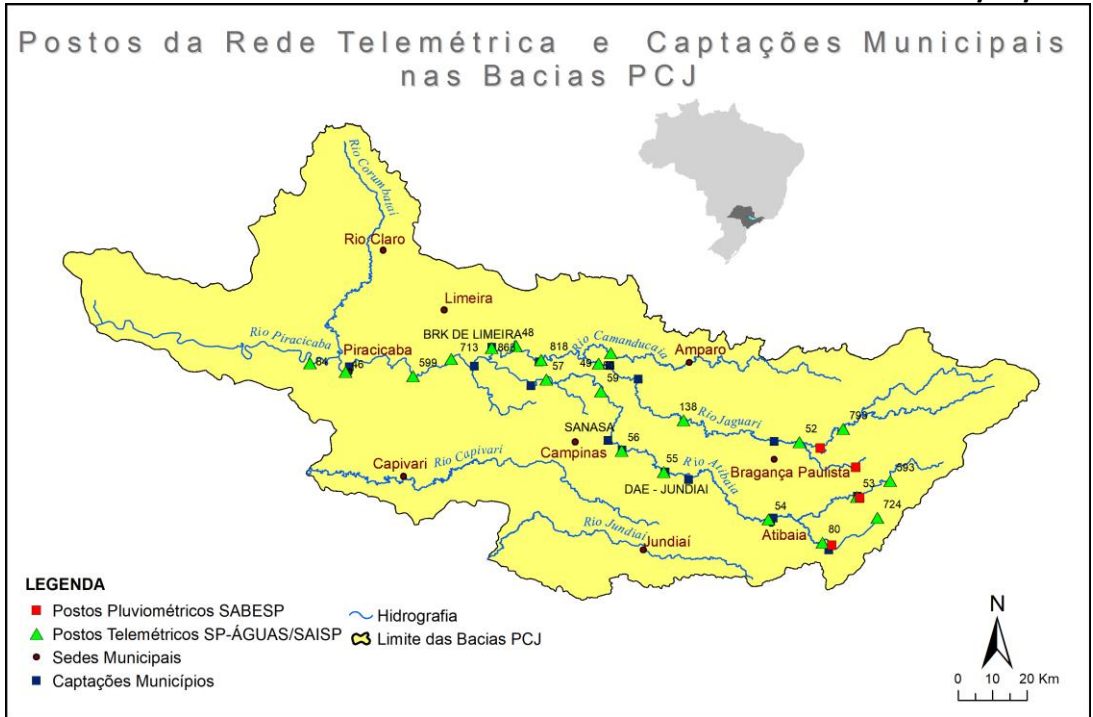 Postos da Rede Telemétrica e Captações Municipais
nas Bacias PCJ
Rio Corumbataí
Rio Claro
Limeira
BRK DE LIMEIRA
48
Rio Camanducaia
Rio Piracicaba
Piracicaba
713
868
818
Amparo
84
46
599
57
49
59
138
Rio Jaguari
793
52
SANASA
Campinas
56
Capivari
Rio Capivari
55
Rio Atibaia
Bragança Paulista
593
DAE - JUNDIAI
53
54
724
Rio Jundiaí
Jundiaí
Atibaia
80
LEGENDA
Postos Pluviométricos SABESP
Hidrografia
Postos Telemétricos SP-ÁGUAS/SAISP
Limite das Bacias PCJ
Sedes Municipais
Captações Municípios
N
0 10 20 Km